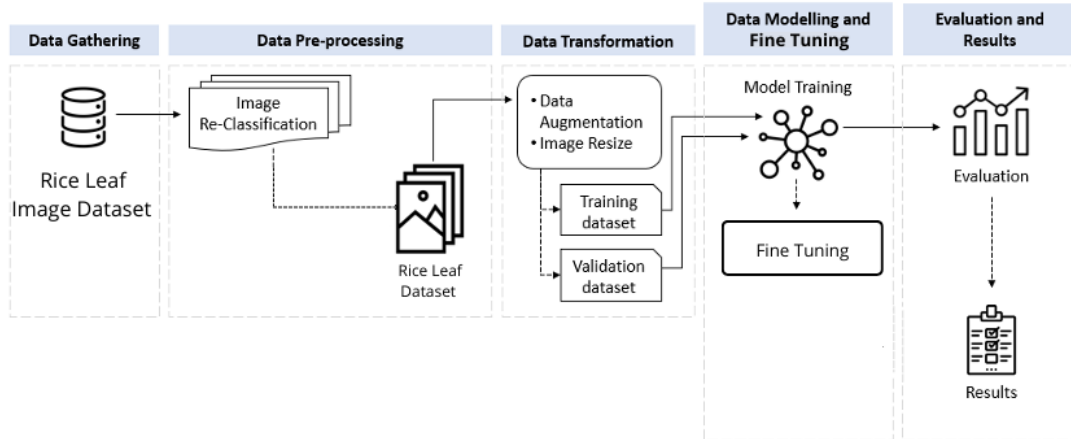 Data Gathering
Data Pre-processing
Data Transformation
Data Modelling and
Fine Tuning
Evaluation and
Results
Rice Leaf
Image Dataset
Image
Re-Classification
Rice Leaf
Dataset
• Data
Augmentation
• Image Resize
Training
dataset
Validation
dataset
Model Training
Fine Tuning
Evaluation
Results